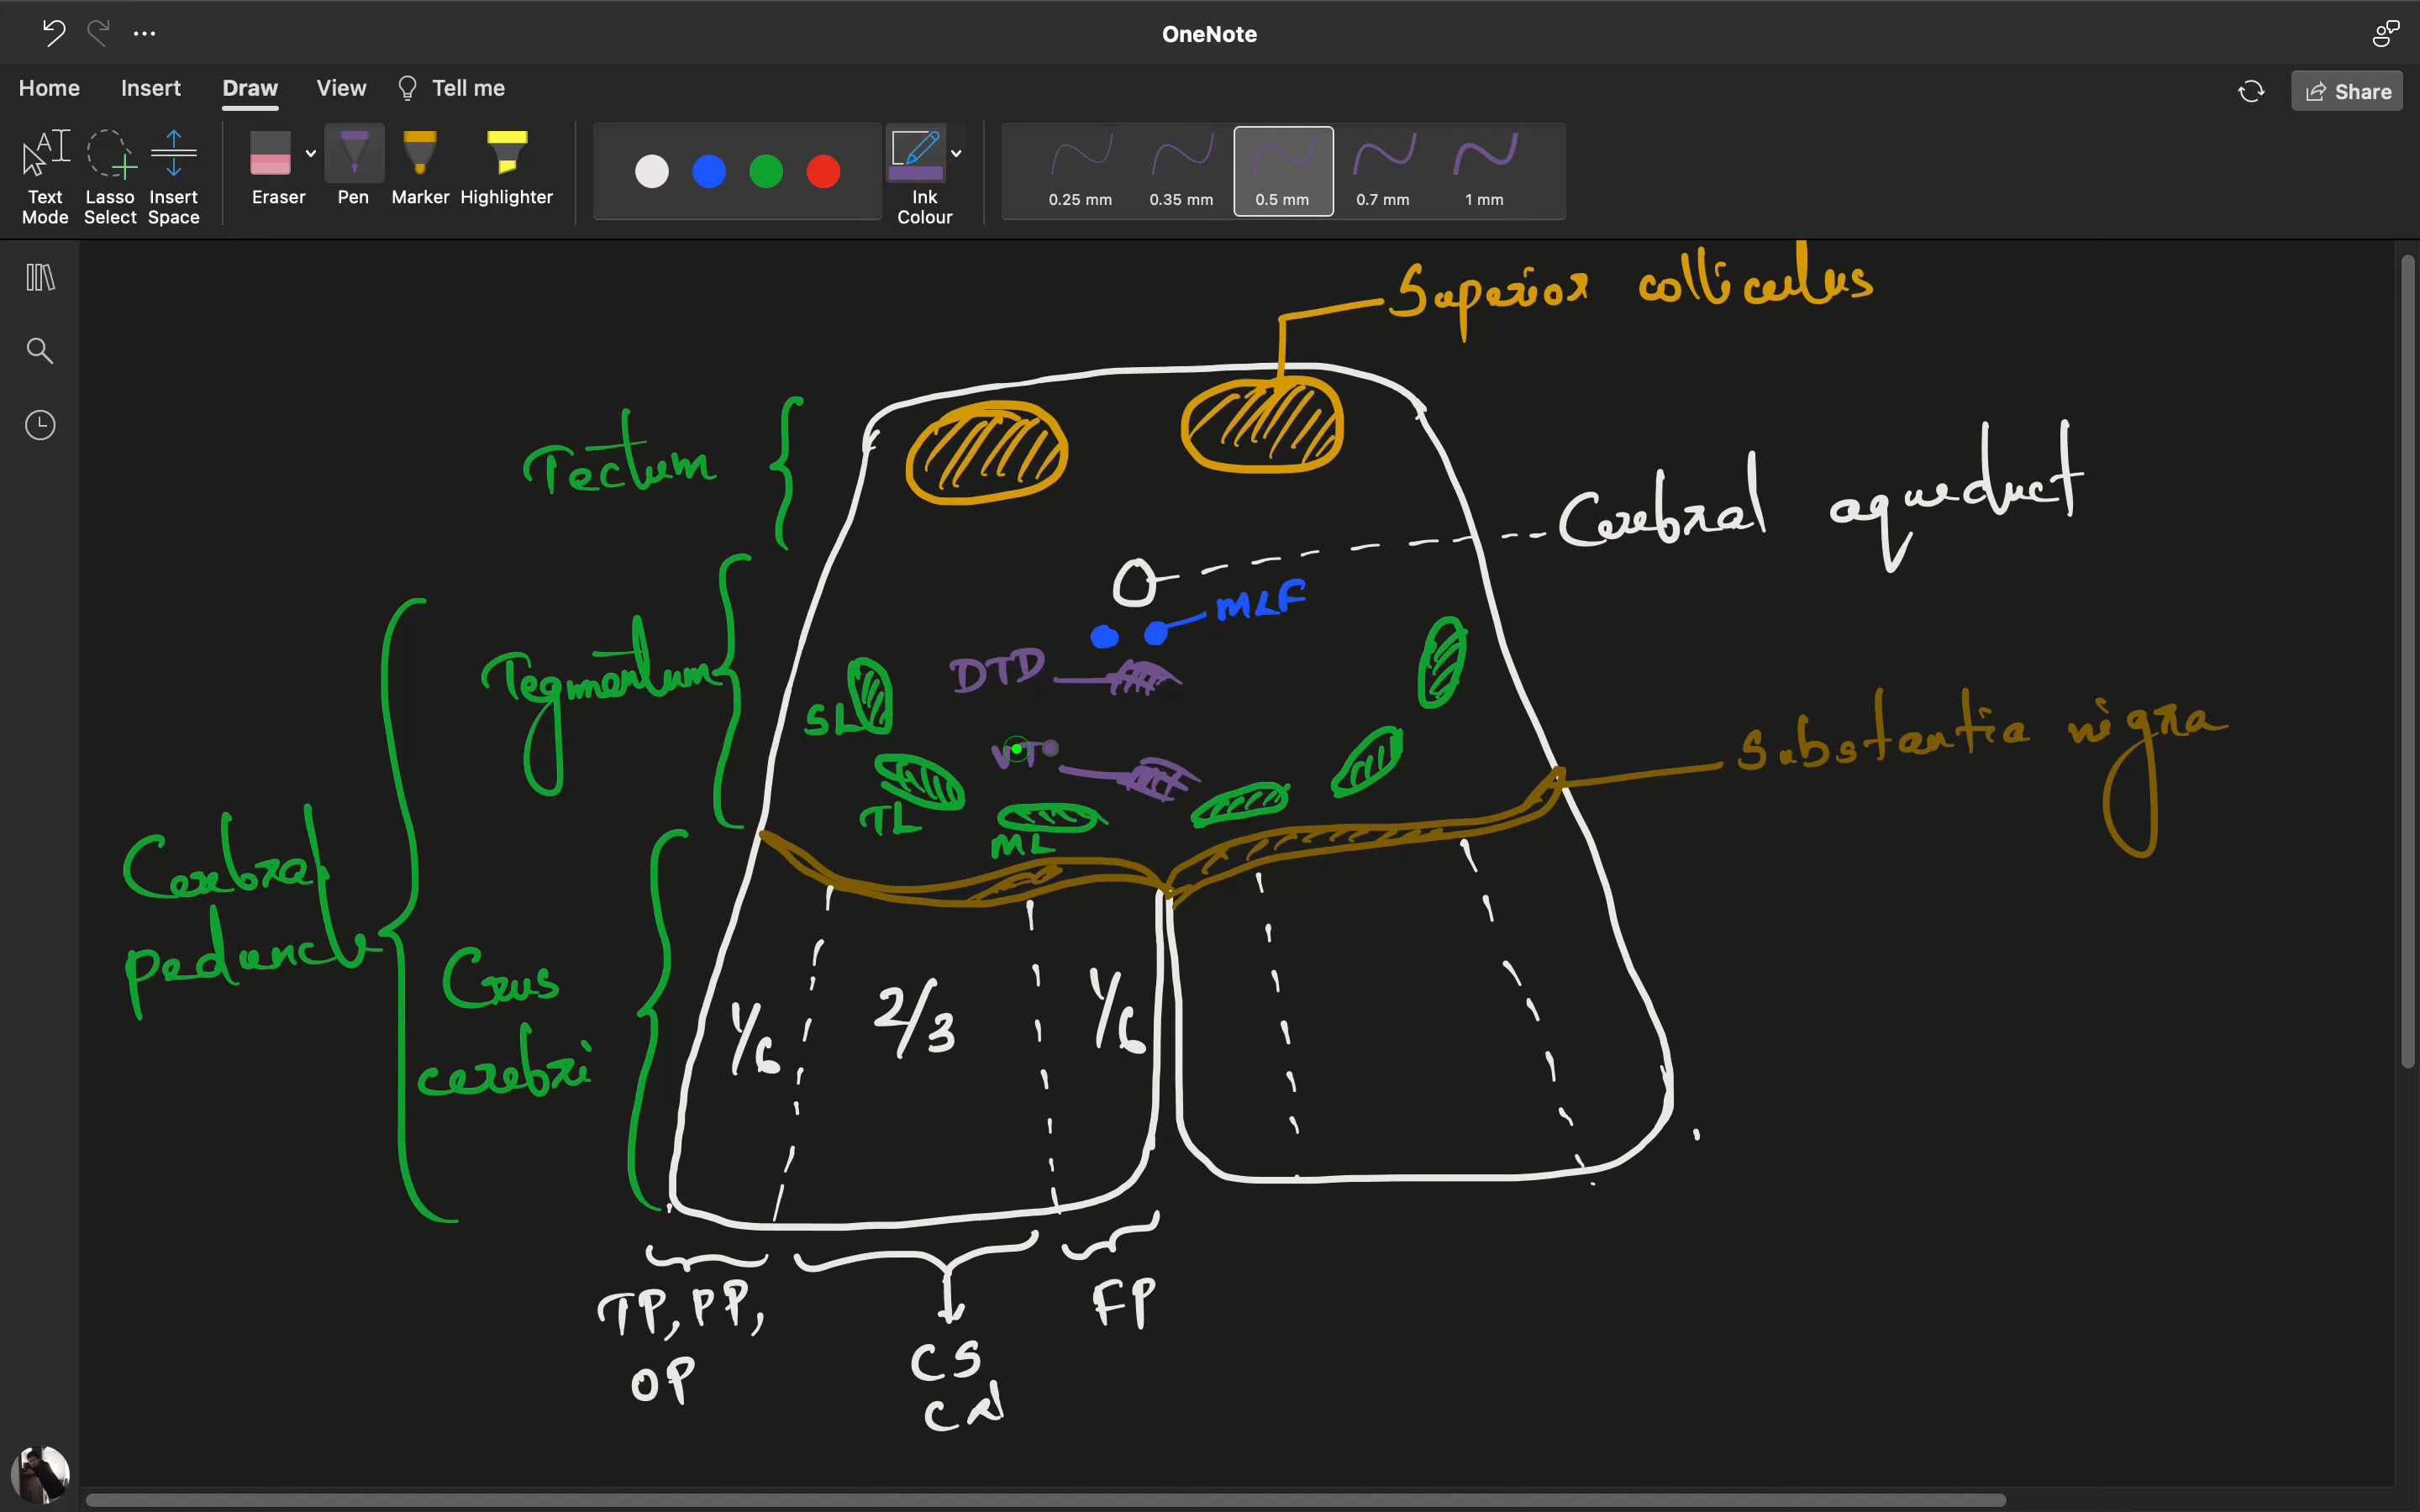 OneNote
Home Insert Draw View Tell me
Share
Text Mode
Lasso Select
Insert Space
Eraser
Pen
Marker
Highlighter
Ink Colour
0.25 mm
0.35 mm
0.5 mm
0.7 mm
1 mm
Superior colliculus
Tectum
Cerebral aqueduct
MLF
Tegmentum
DTD
SL
VT
TL
ML
Substantia nigra
Cerebral
peduncle
Crus
cerebri
1/6
2/3
1/6
TP, PP,
OP
CS
CN
FP